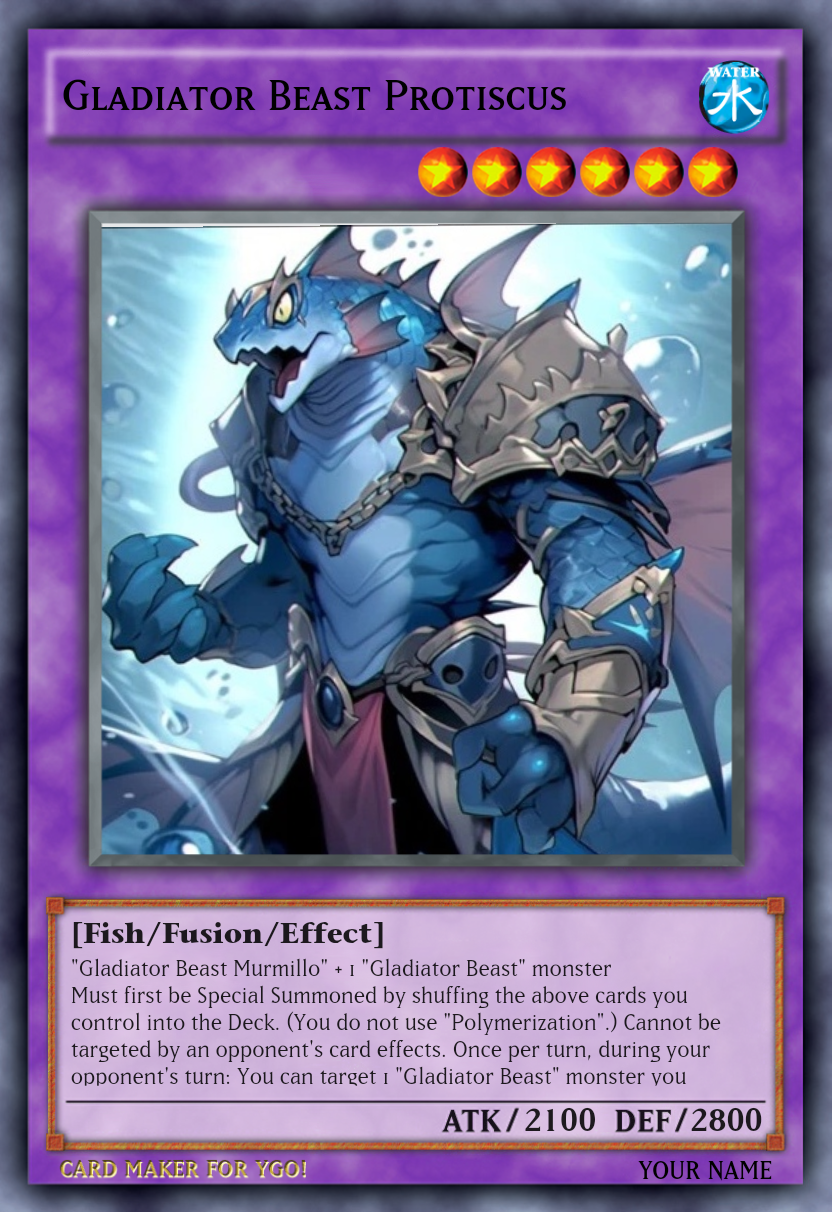 Gladiator Beast Protiscus
WATER
水
[Fish/Fusion/Effect]
"Gladiator Beast Murmillo" + 1 "Gladiator Beast" monster
Must first be Special Summoned by shuffing the above cards you
control into the Deck. (You do not use "Polymerization".) Cannot be
targeted by an opponent's card effects. Once per turn, during your
opponent's turn: You can target 1 "Gladiator Beast" monster you
ATK/2100 DEF/2800
CARD MAKER FOR YGO!
YOUR NAME